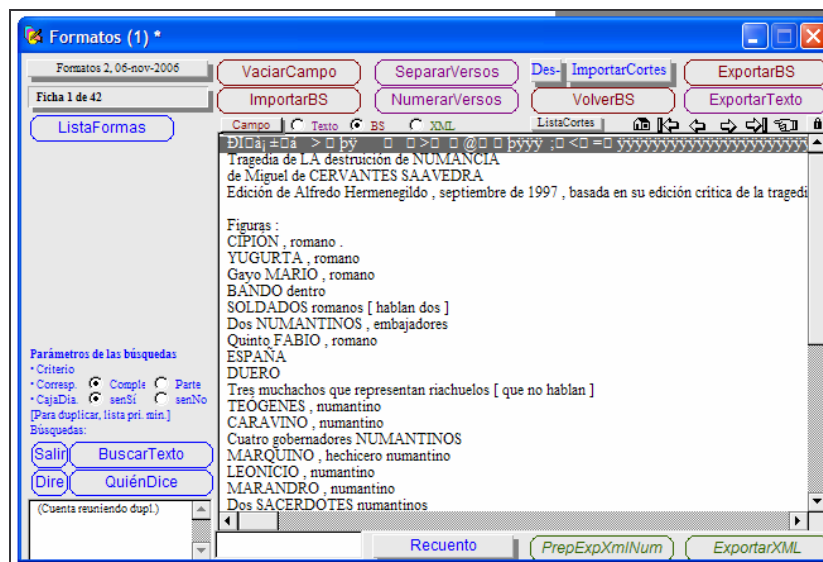 Formatos (1) *
Formatos 2, 06-nov-2006
VaciarCampo
SepararVersos
Des-
ImportarCortes
ExportarBS
Ficha 1 de 42
ImportarBS
NumerarVersos
VolverBS
ExportarTexto
ListaFormas
Campo
Texto
BS
XML
ListaCortes
Tragedia de LA destruición de NUMANCIA
de Miguel de CERVANTES SAAVEDRA
Edición de Alfredo Hermenegildo , septiembre de 1997 , basada en su edición crítica de la tragedi
Figuras :
CIPIÓN , romano .
YUGURTA , romano
Gayo MARIO , romano
BANDO dentro
SOLDADOS romanos [ hablan dos ]
Dos NUMANTINOS , embajadores
Quinto FABIO , romano
ESPAÑA
DUERO
Tres muchachos que representan riachuelos [ que no hablan ]
TEÓGENES , numantino
CARAVINO , numantino
Cuatro gobernadores NUMANTINOS
MARQUINO , hechicero numantino
LEONICIO , numantino
MARANDRO , numantino
Dos SACERDOTES numantinos
Parámetros de las búsquedas
• Criterio
• Corresp. Comple Parte
• CajaDia. senSí senNo
[Para duplicar, lista pri. min.]
Búsquedas:
Salir
BuscarTexto
Dire
QuiénDice
(Cuenta reuniendo dupl.)
Recuento
PrepExpXmlNum
ExportarXML